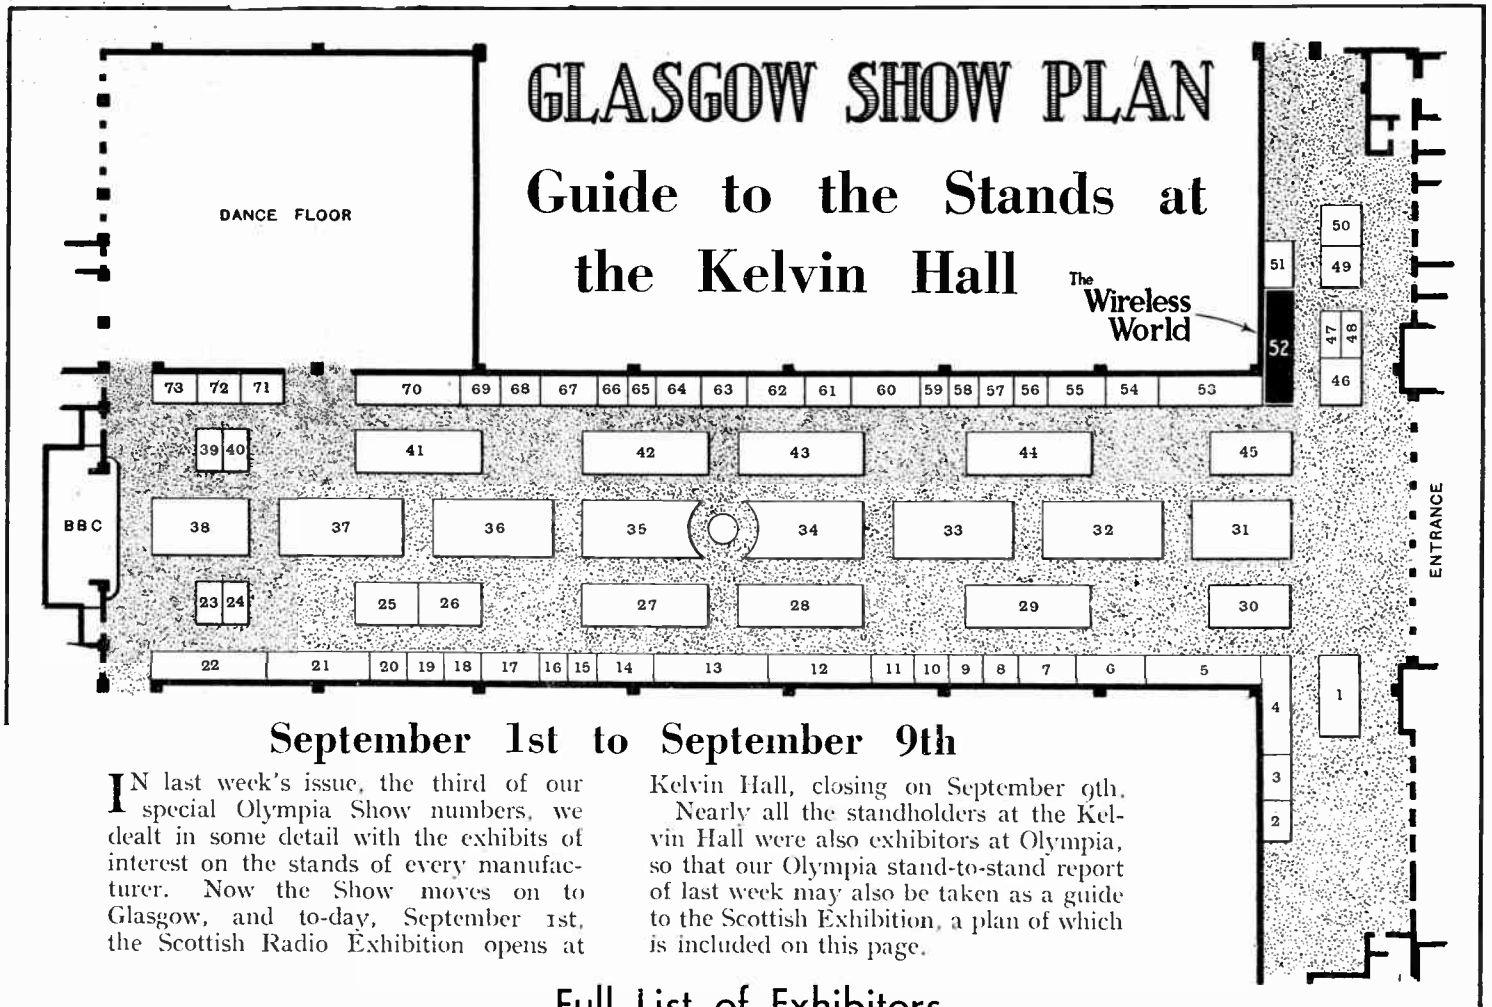 GLASGOW SHOW PLAN
Guide to the Stands at
the Kelvin Hall
The
Wireless
World
DANCE FLOOR
50
51
49
52
47
48
46
73 72 71 70 69 68 67 66 65 64 63 62 61 60 59 58 57 56 55 54 53
39 40 41 42 43 44 45
BBC
38 37 36 35 34 33 32 31
ENTRANCE
23 24 25 26 27 28 29 30
22 21 20 19 18 17 16 15 14 13 12 11 10 9 8 7 6 5
4
1
3
2
September 1st to September 9th
IN last week's issue, the third of our
special Olympia Show numbers, we
dealt in some detail with the exhibits of
interest on the stands of every manufac-
turer. Now the Show moves on to
Glasgow, and to-day, September 1st,
the Scottish Radio Exhibition opens at
Kelvin Hall, closing on September 9th.
Nearly all the standholders at the Kel-
vin Hall were also exhibitors at Olympia,
so that our Olympia stand-to-stand report
of last week may also be taken as a guide
to the Scottish Exhibition, a plan of which
is included on this page.
Full List of Exhibitors